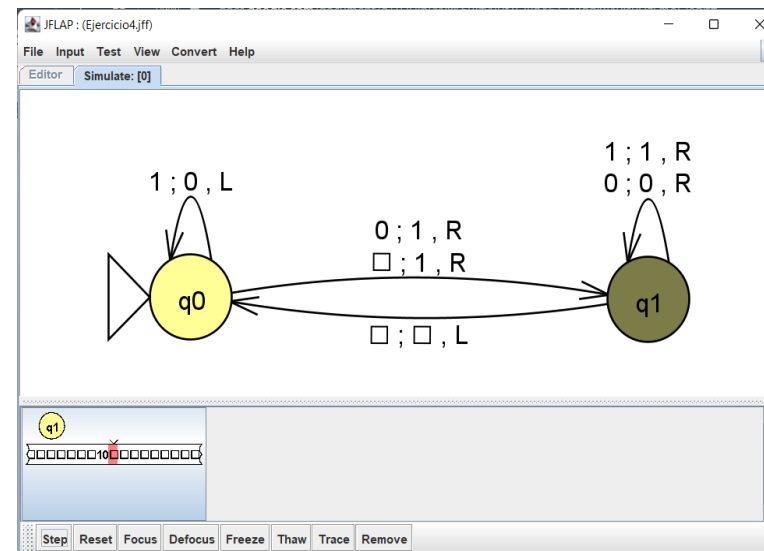 JFLAP : (Ejercicio4.jff)
File Input Test View Convert Help
Editor Simulate: [0]
1 ; 0 , L
1 ; 1 , R
0 ; 0 , R
0 ; 1 , R
□ ; 1 , R
q0
q1
□ ; □ , L
q1
□□□□□□□10□□□□□□□□□
Step Reset Focus Defocus Freeze Thaw Trace Remove